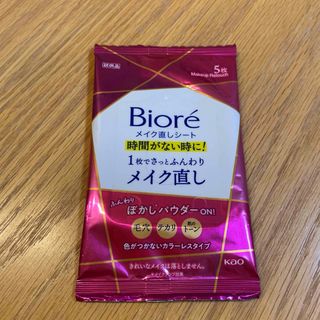 試供品
5枚
Makeup Retouch
Bioré
メイク直しシート
時間がない時に!
1枚でさっとふんわり
メイク直し
ふんわり
ぼかしパウダーON!
毛穴 テカリ 肌のトーン
色がつかないカラーレスタイプ
きれいなメイクは落としません。
Kao